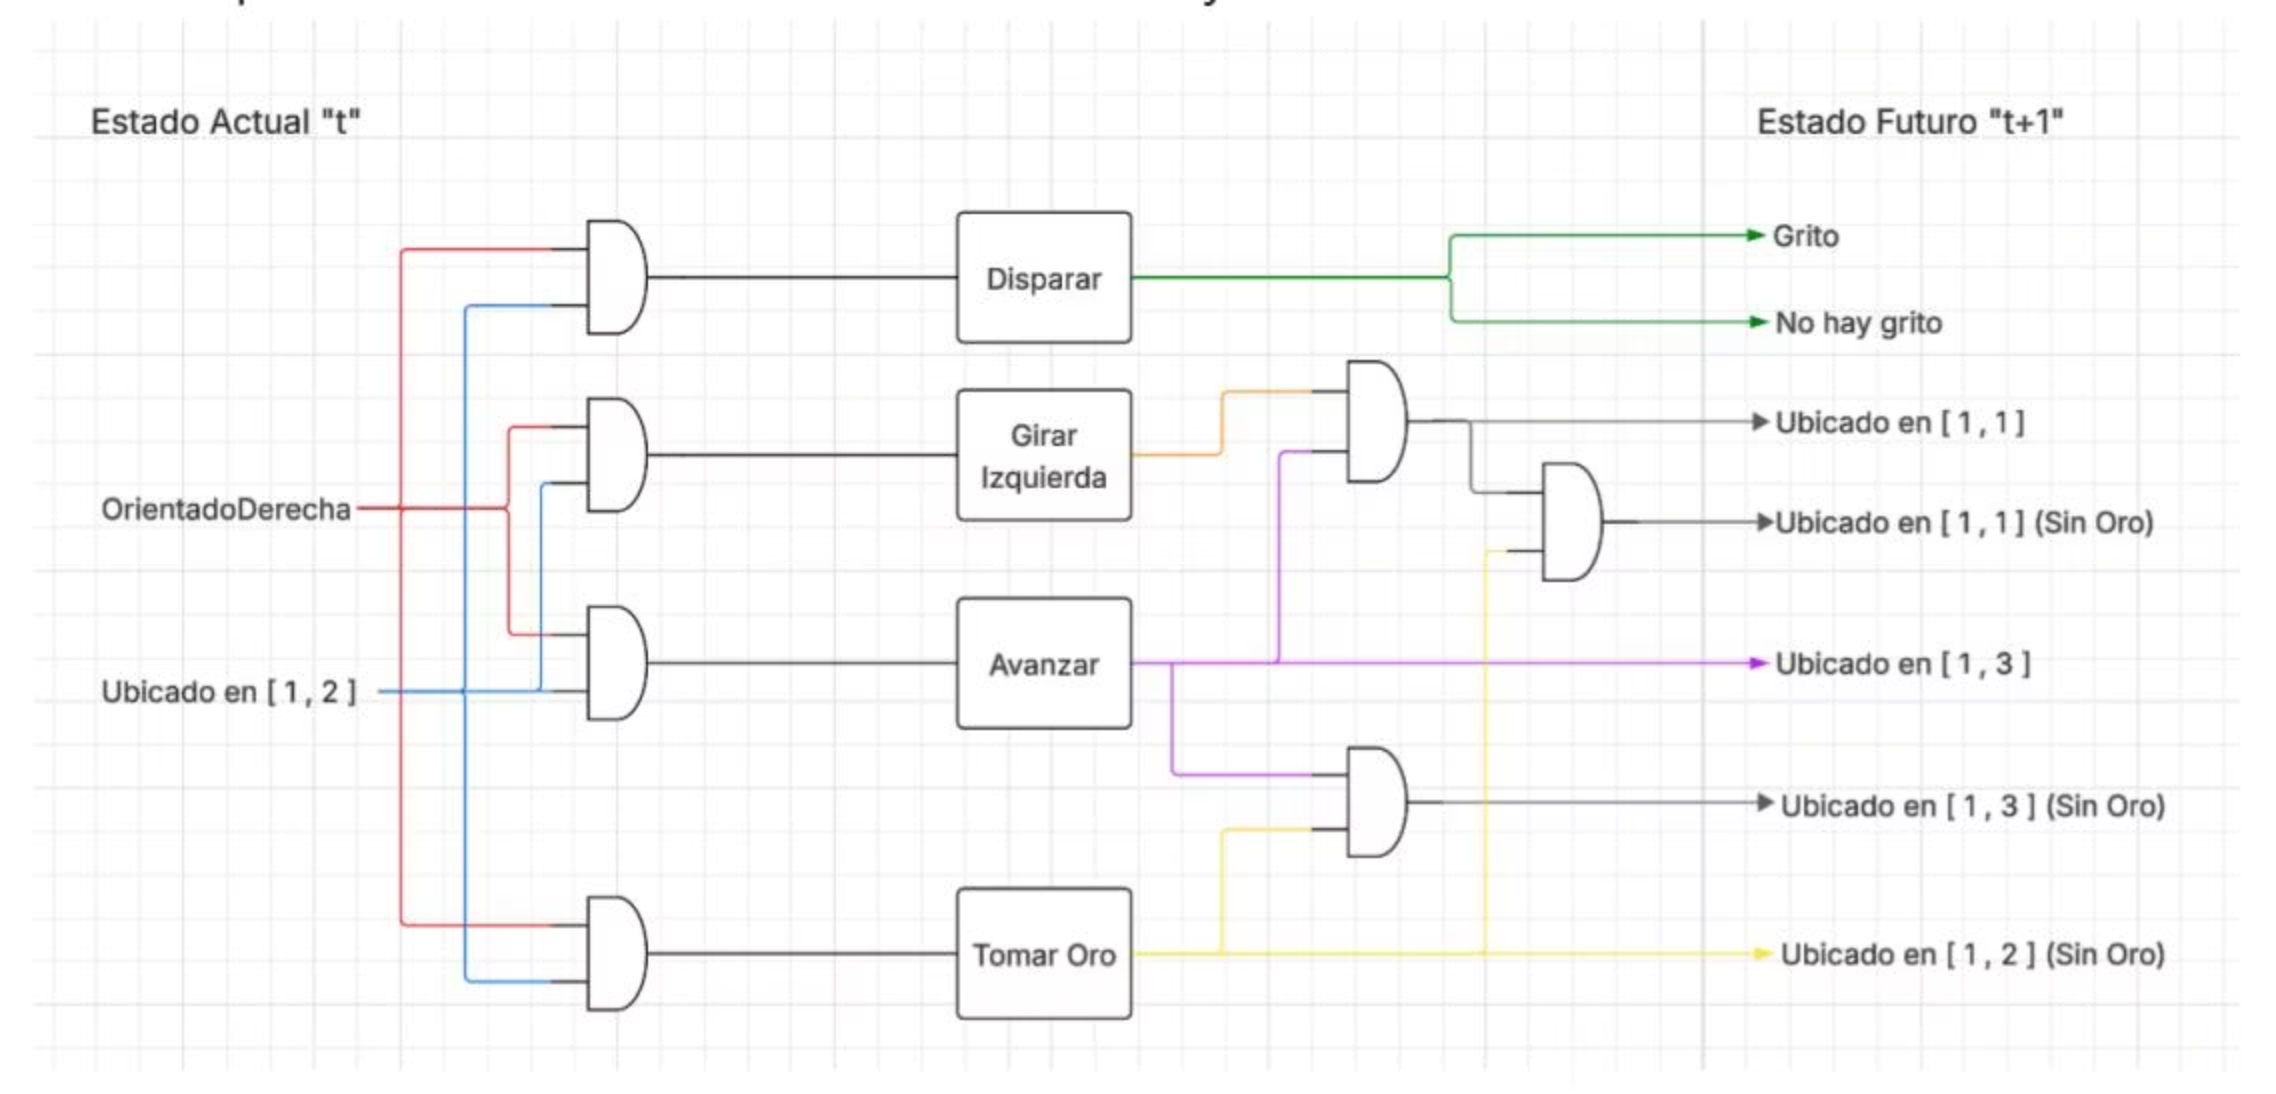 Estado Actual "t"
Estado Futuro "t+1"
Disparar
Grito
No hay grito
Girar
Izquierda
Ubicado en [ 1 , 1 ]
OrientadoDerecha
Ubicado en [ 1 , 1 ] (Sin Oro)
Ubicado en [ 1 , 2 ]
Avanzar
Ubicado en [ 1 , 3 ]
Ubicado en [ 1 , 3 ] (Sin Oro)
Tomar Oro
Ubicado en [ 1 , 2 ] (Sin Oro)